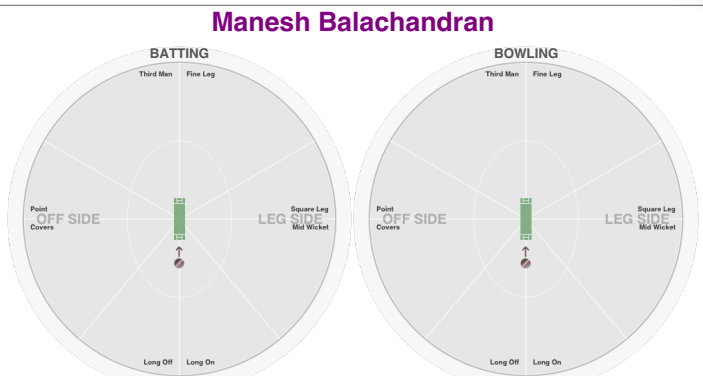 Manesh Balachandran
BATTING
Third Man Fine Leg
Point
OFF SIDE
Covers
Square Leg
LEG SIDE
Mid Wicket
Long Off Long On
BOWLING
Third Man Fine Leg
Point
OFF SIDE
Covers
Square Leg
LEG SIDE
Mid Wicket
Long Off Long On